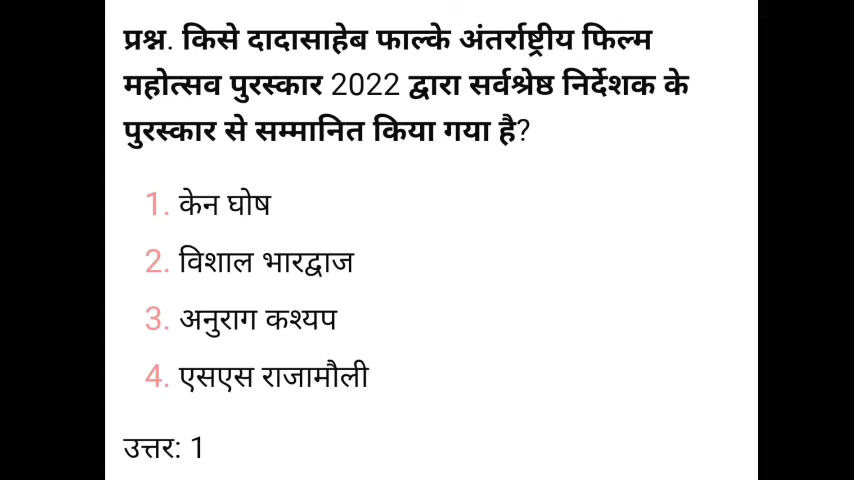 प्रश्न. किसे दादासाहेब फाल्के अंतर्राष्ट्रीय फिल्म
महोत्सव पुरस्कार 2022 द्वारा सर्वश्रेष्ठ निर्देशक के
पुरस्कार से सम्मानित किया गया है?
1. केन घोष
2. विशाल भारद्वाज
3. अनुराग कश्यप
4. एसएस राजामौली
उत्तर: 1